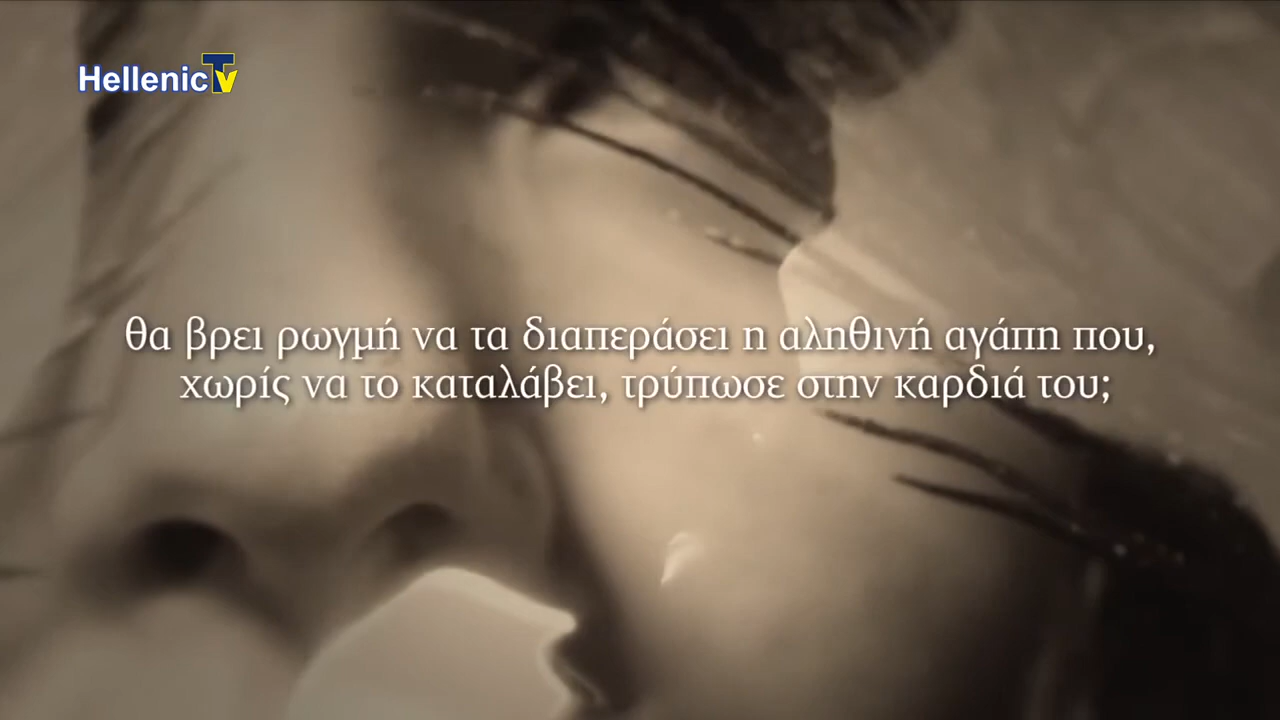 HellenicTv
θα βρει ρωγμή να τα διαπεράσει η αληθινή αγάπη που,
χωρίς να το καταλάβει, τρύπωσε στην καρδιά του;